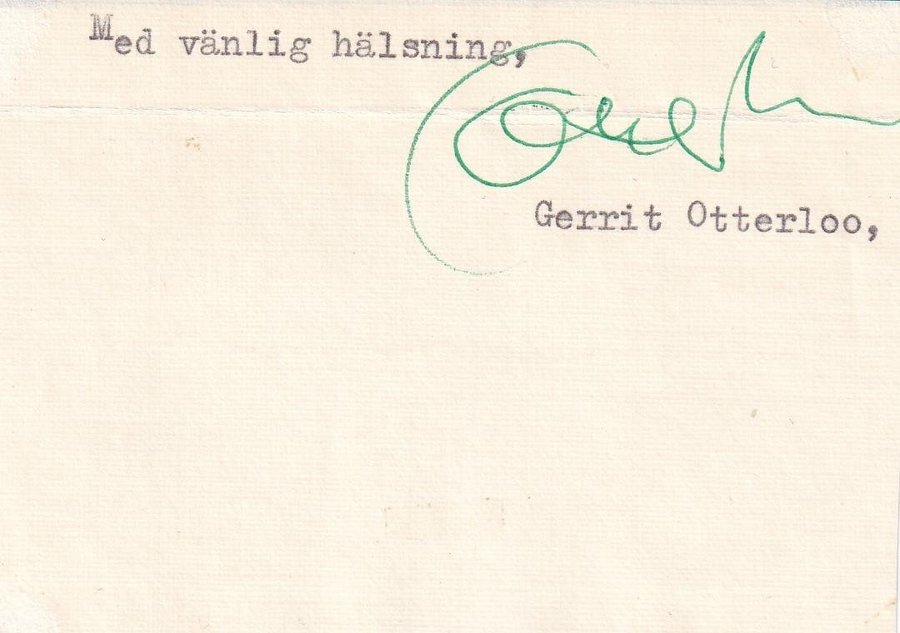 Med vänlig hälsning,
Gerrit Otterloo,